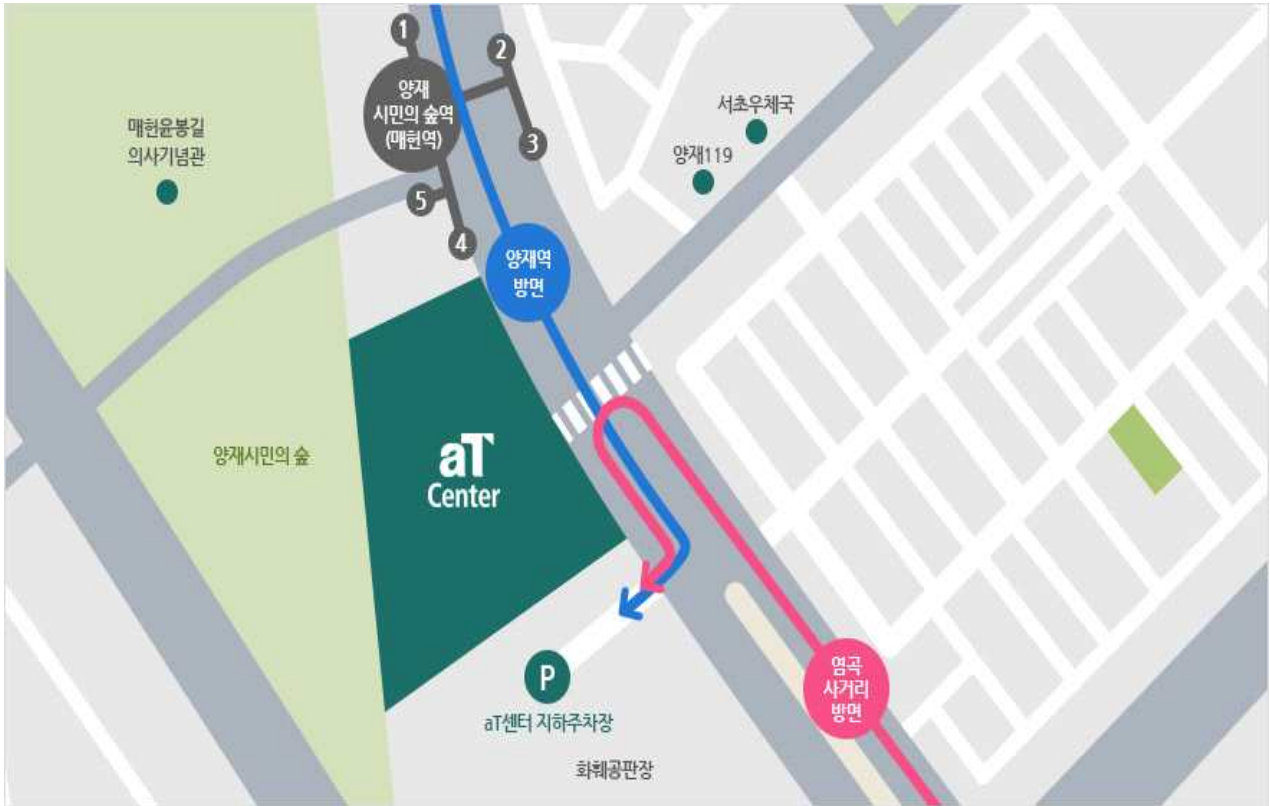 1
2
양재
시민의 숲역
(매헌역)
3
5
4
매헌윤봉길
의사기념관
서초우체국
양재119
양재역
방면
양재시민의 숲
aT
Center
P
aT센터 지하주차장
화훼공판장
염곡
사거리
방면